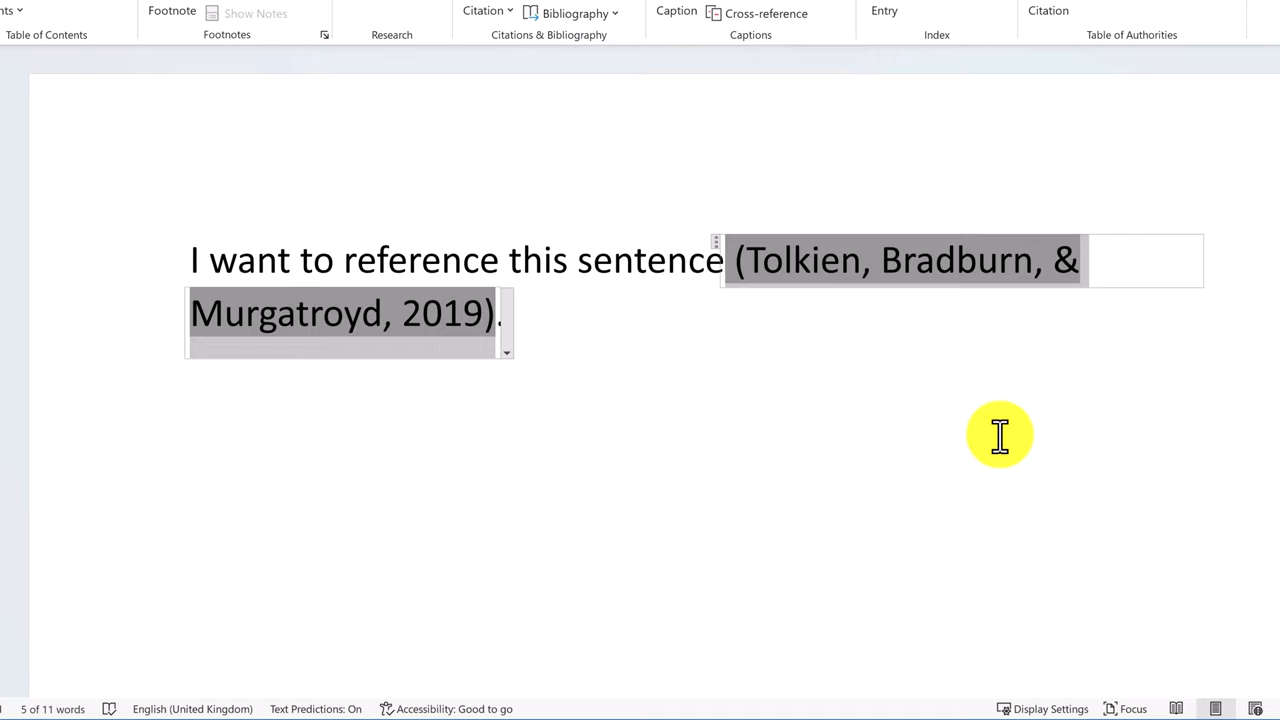 nts
Footnote
Show Notes
Citation
Bibliography
Caption
Cross-reference
Entry
Citation
Table of Contents
Footnotes
Research
Citations & Bibliography
Captions
Index
Table of Authorities
I want to reference this sentence (Tolkien, Bradburn, &
Murgatroyd, 2019).
5 of 11 words
English (United Kingdom)
Text Predictions: On
Accessibility: Good to go
Display Settings
Focus